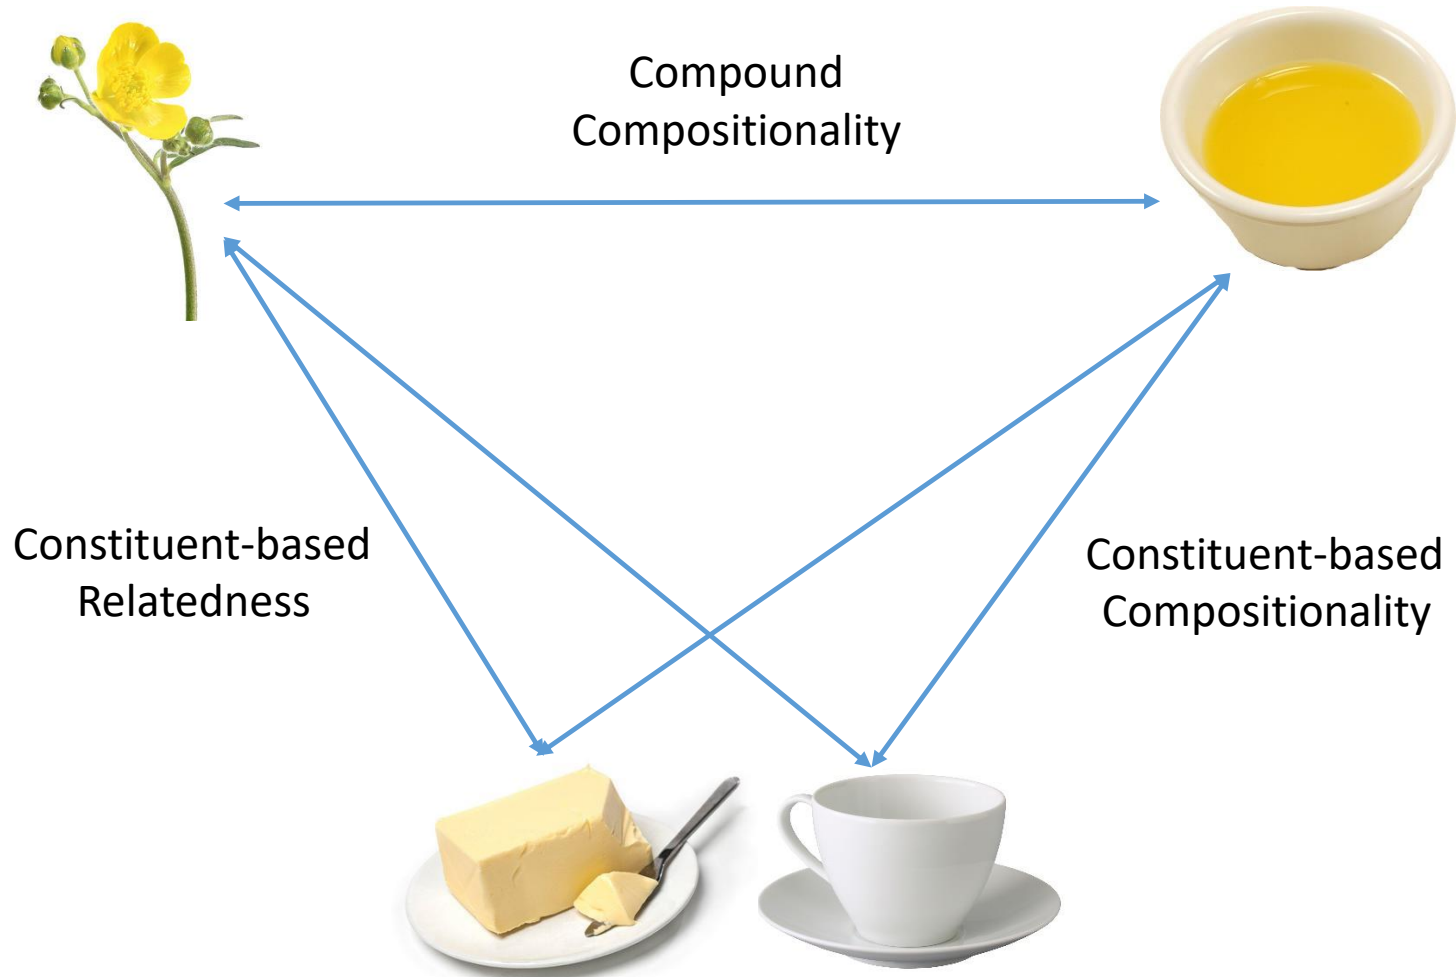 Compound
Compositionality
Constituent-based
Relatedness
Constituent-based
Compositionality